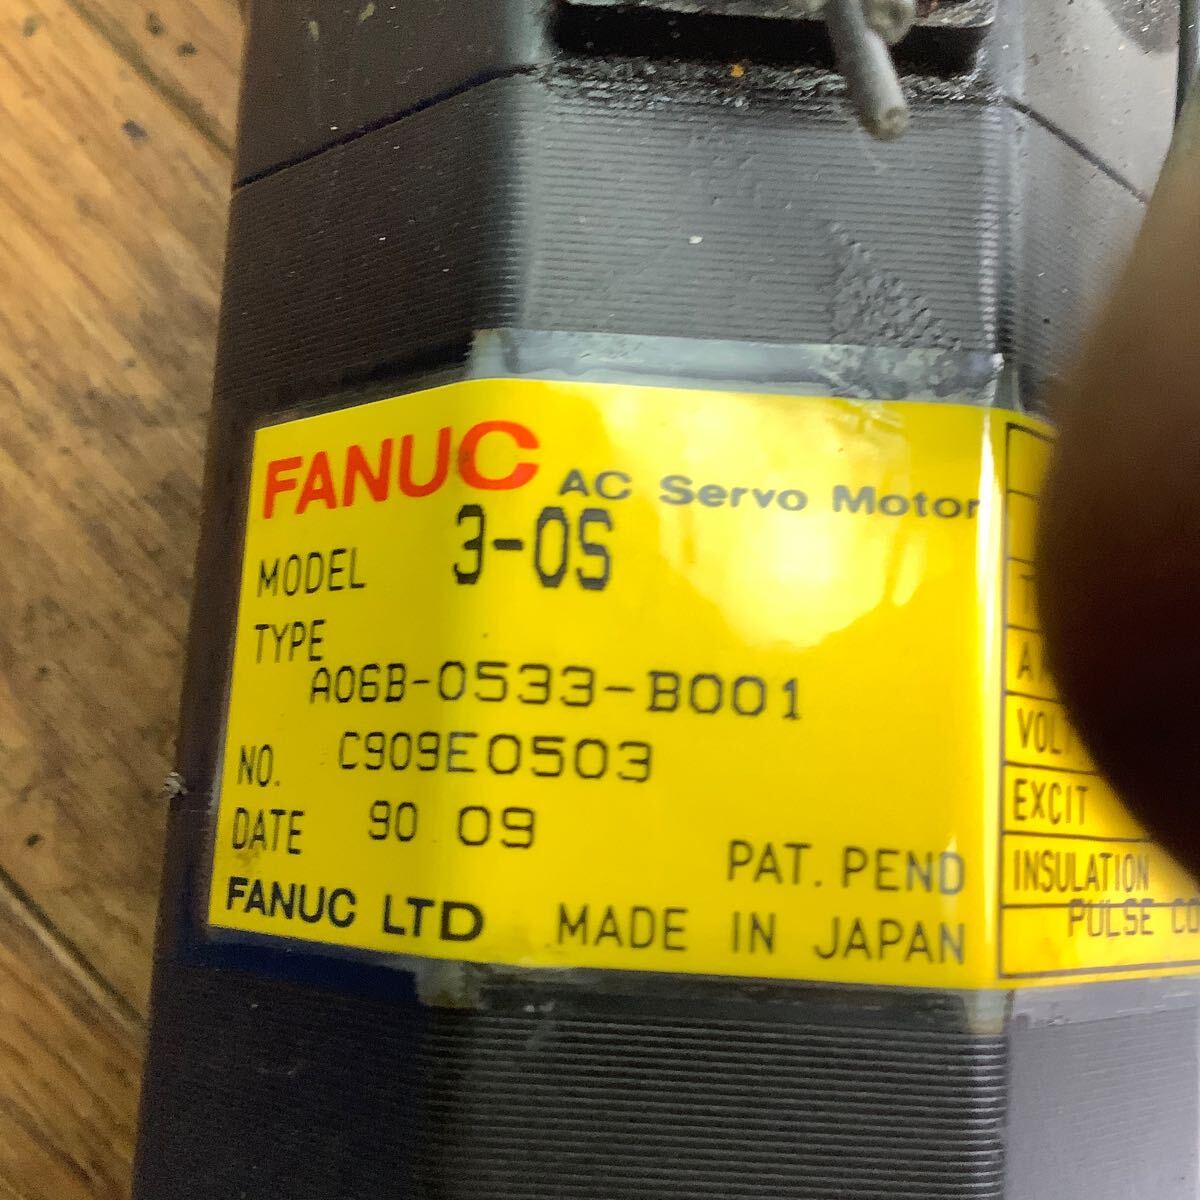 FANUC AC Servo Motor
MODEL 3-0S
TYPE
A06B-0533-B001
NO. C909E0503
DATE 90 09
PAT. PEND
FANUC LTD MADE IN JAPAN
EXCIT
INSULATION
PULSE